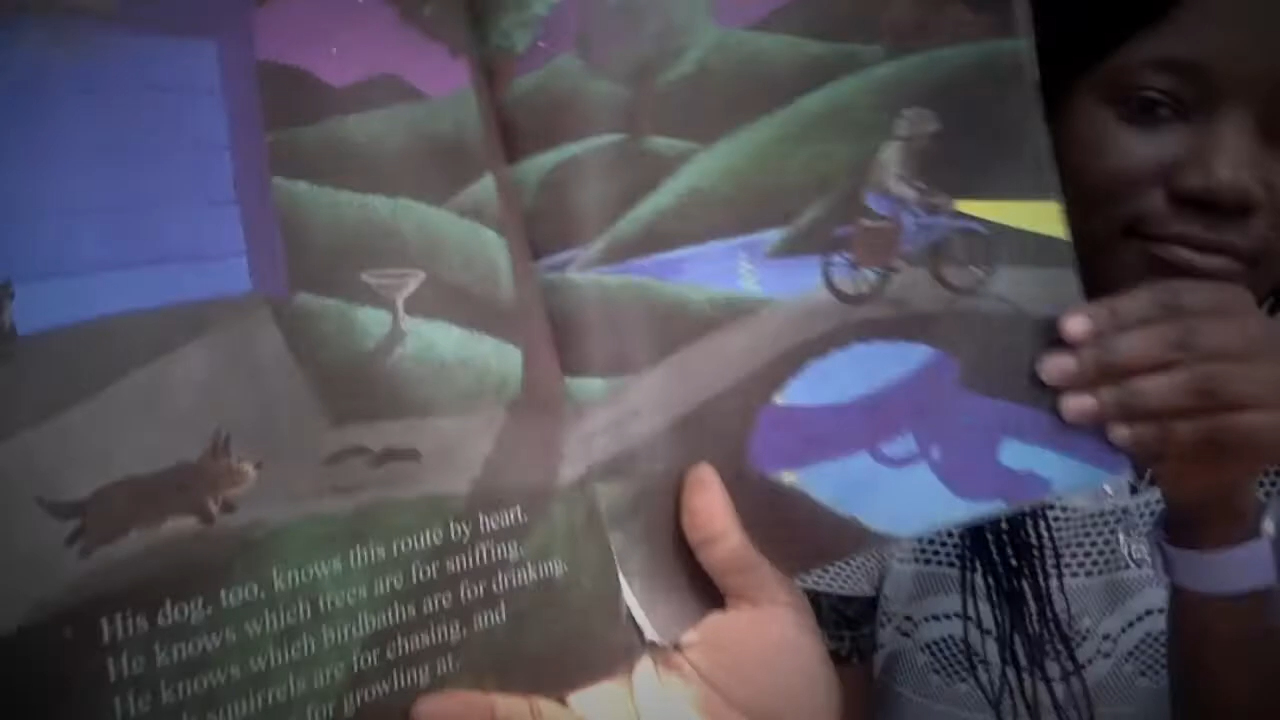 His dog, too, knows this route by heart.
He knows which trees are for sniffing.
He knows which birdbaths are for drinking,
squirrels are for chasing, and
for growling at.